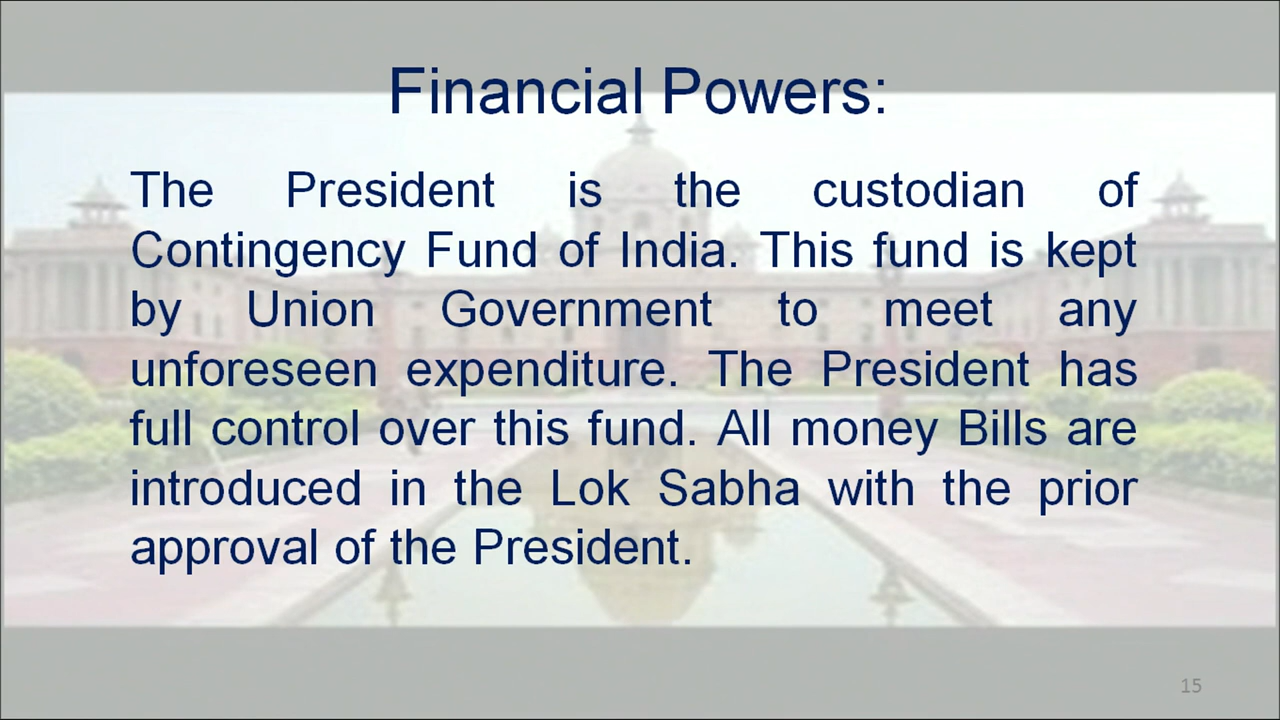 Financial Powers:
The President is the custodian of
Contingency Fund of India. This fund is kept
by Union Government to meet any
unforeseen expenditure. The President has
full control over this fund. All money Bills are
introduced in the Lok Sabha with the prior
approval of the President.
15